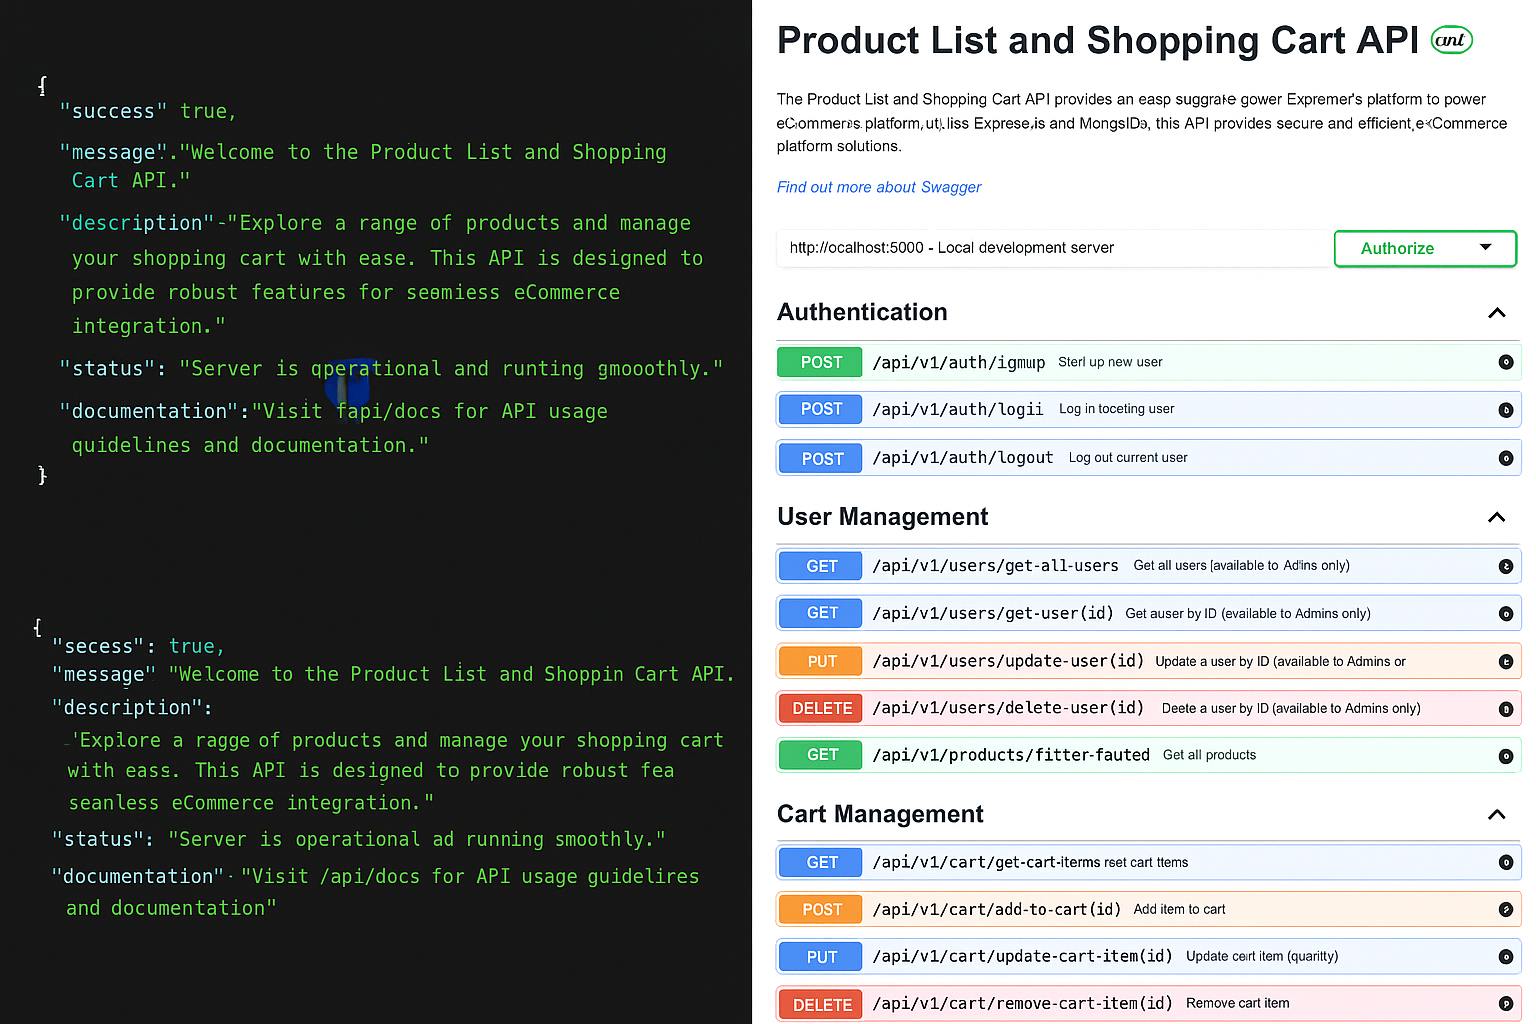 {
"success" true,
"message"."Welcome to the Product List and Shopping
Cart API."
"description"-"Explore a range of products and manage
your shopping cart with ease. This API is designed to
provide robust features for seemiess eCommerce
integration."
"status": "Server is operational and runting gmooothly."
"documentation":"Visit fapi/docs for API usage
guidelines and documentation."
}
{
"secess": true,
"message" "Welcome to the Product List and Shoppin Cart API.
"description":
'Explore a ragge of products and manage your shopping cart
with eass. This API is designed to provide robust fea
seanless eCommerce integration."
"status": "Server is operational ad running smoothly."
"documentation"· "Visit /api/docs for API usage guidelires
and documentation"
Product List and Shopping Cart API ant
The Product List and Shopping Cart API provides an easp suggrate gower Expremer's platform to power
platform, Iiss and this API provides secure and efficient,
platform solutions.
Find out more about Swagger
http://ocalhost:5000 - Local development server
Authorize
Authentication
POST /api/v1/auth/igmup Sterl up new user
POST /api/v1/auth/logii Log in toceting user
POST /api/v1/auth/logout Log out current user
User Management
GET /api/v1/users/get-all-users Get all users [available to Adlins only)
GET /api/v1/users/get-user(id) Get auser by ID (available to Admins only)
PUT /api/v1/users/update-user(id) Update a user by ID (available to Admins or
DELETE /api/v1/users/delete-user(id) Deete a user by ID (available to Admins only)
GET /api/v1/products/fitter-fauted Get all products
Cart Management
GET /api/v1/cart/get-cart-iterms rset cart ttems
POST /api/v1/cart/add-to-cart(id) Add item to cart
PUT /api/v1/cart/update-cart-item(id) Update cart item (quaritty)
DELETE /api/v1/cart/remove-cart-item(id) Remove cart item